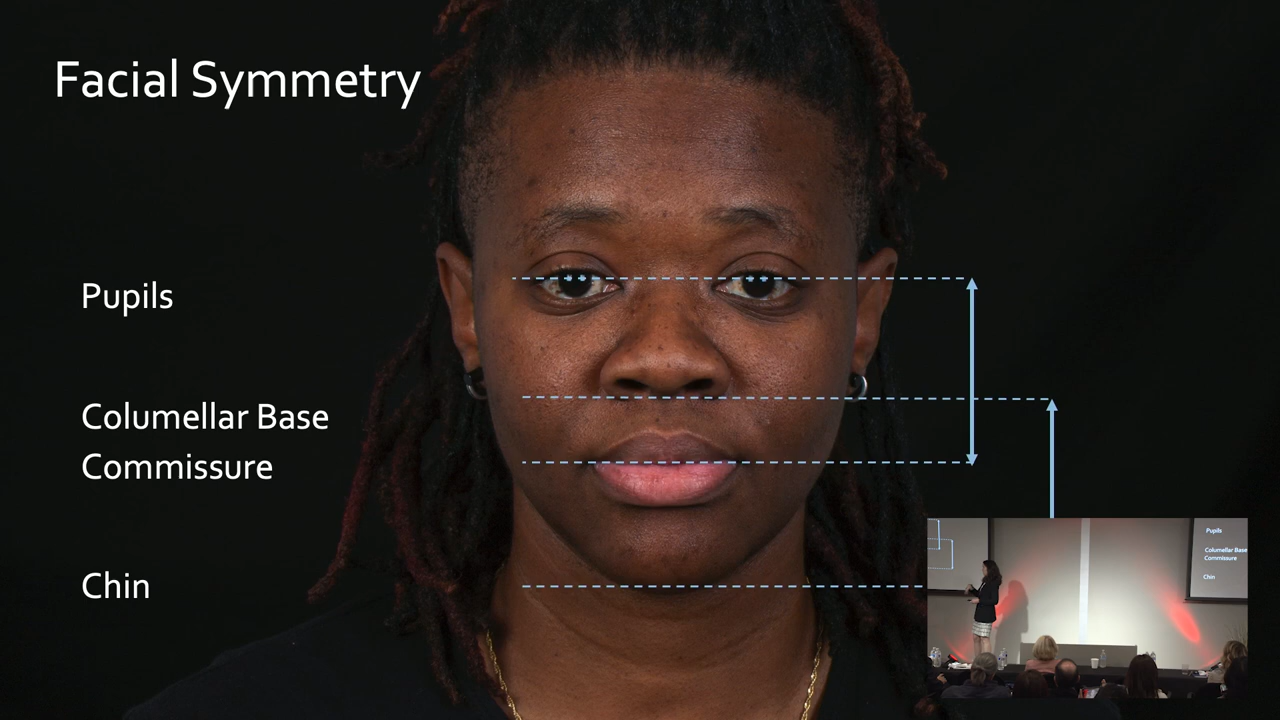 Facial Symmetry
Pupils
Columellar Base
Commissure
Chin
Pupils
Columellar Base
Commissure
Chin